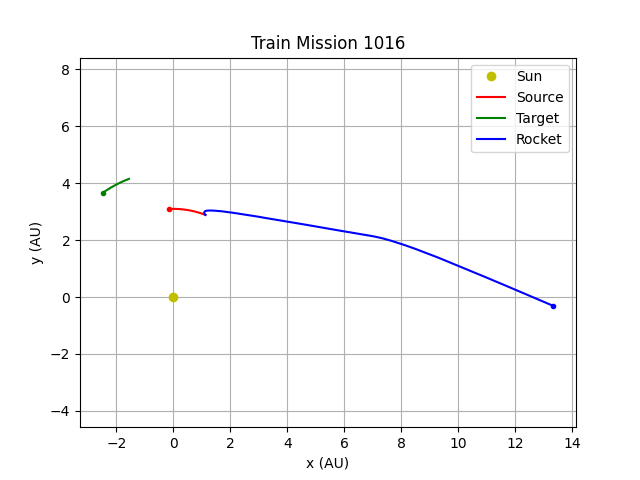 Train Mission 1016
Sun
Source
Target
Rocket
8
6
4
2
0
−2
−4
y (AU)
−2 0 2 4 6 8 10 12 14
x (AU)